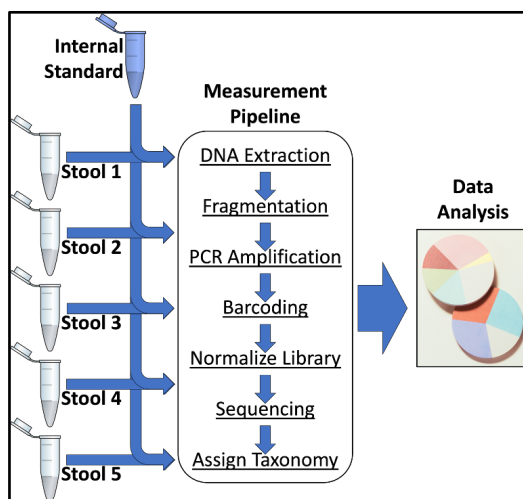 Internal
Standard
Measurement
Pipeline
Stool 1
Stool 2
Stool 3
Stool 4
Stool 5
DNA Extraction
Fragmentation
PCR Amplification
Barcoding
Normalize Library
Sequencing
Assign Taxonomy
Data
Analysis